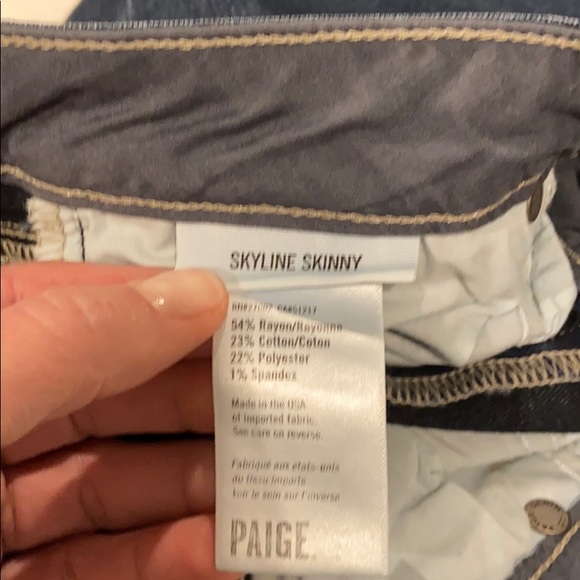 SKYLINE SKINNY
54% Rayon/Rayonne
23% Cotton/Coton
22% Polyester
1% Spandex
Made in the USA
of imported fabric.
See care on reverse.
Fabriqué aux etats-unis
du tissu importe.
Voir le soin sur l'inverse
PAIGE